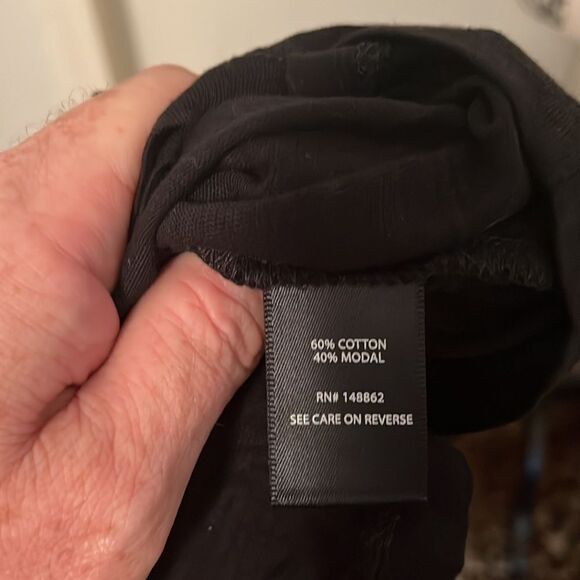 60% COTTON
40% MODAL
RN# 148862
SEE CARE ON REVERSE